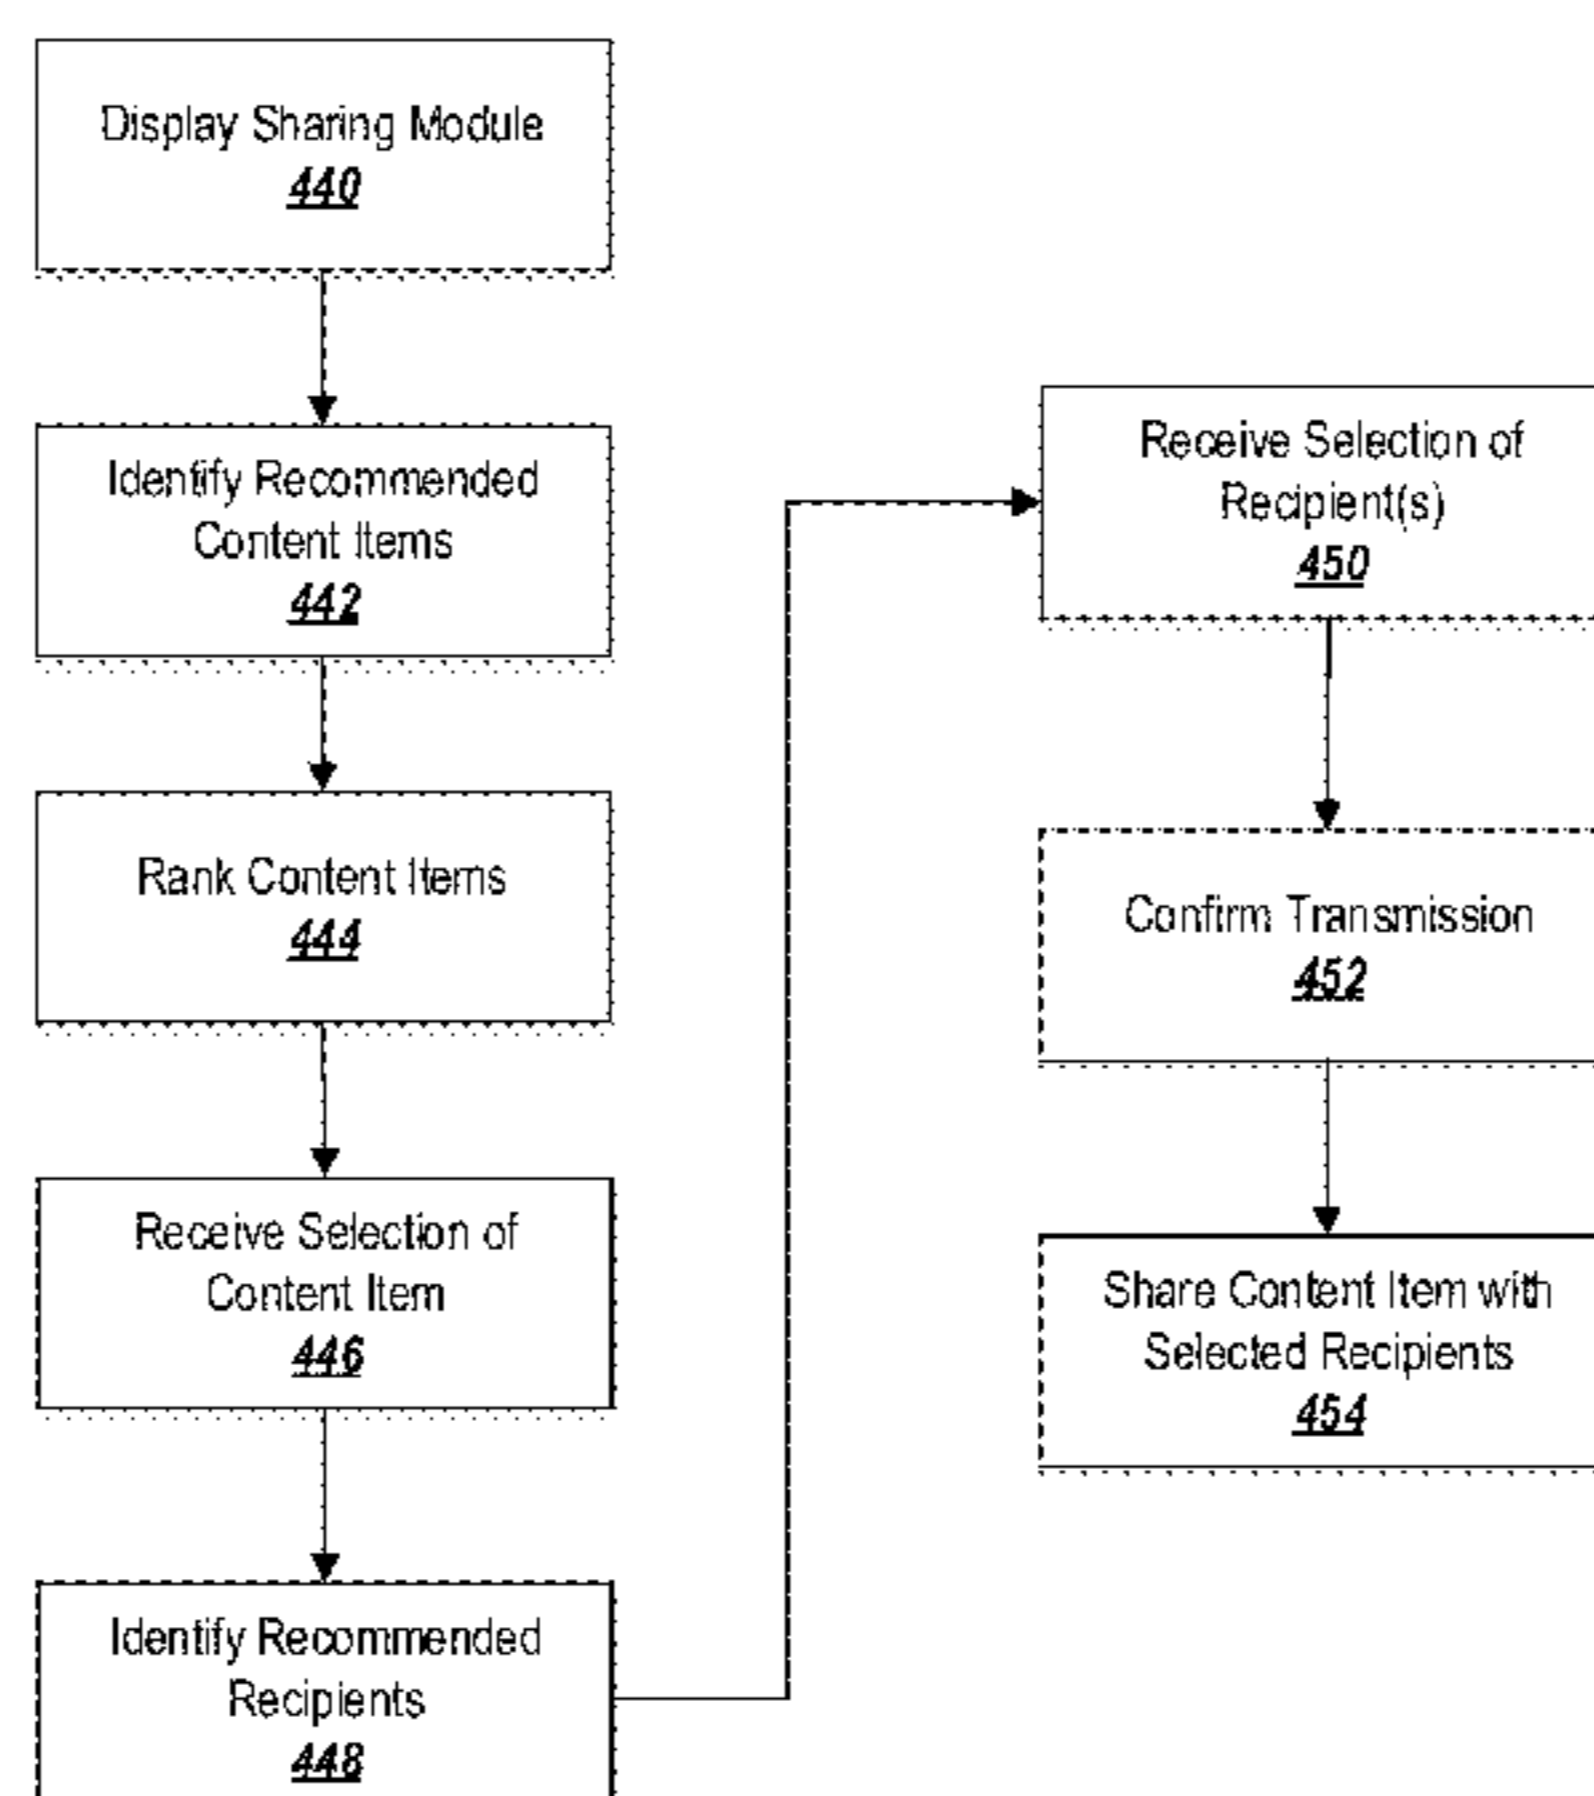 Display Sharing Module
440
Identify Recommended
Content Items
442
Rank Content Items
444
Receive Selection of
Content Item
446
Identify Recommended
Recipients
448
Receive Selection of
Recipient(s)
450
Confirm Transmission
452
Share Content Item with
Selected Recipients
454